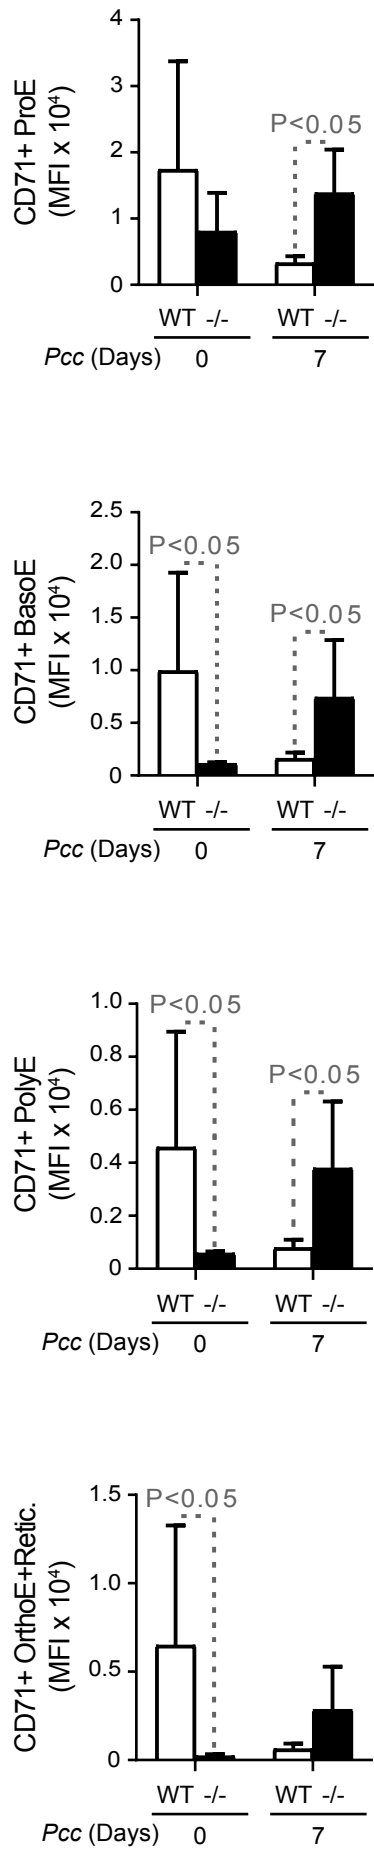 CD71+ ProE
(MFI x 10⁴)
4
3
2
1
0
P<0.05
WT -/- WT -/-
Pcc (Days) 0 7
CD71+ BasoE
(MFI x 10⁴)
2.5
2.0
1.5
1.0
0.5
0
P<0.05
P<0.05
WT -/- WT -/-
Pcc (Days) 0 7
CD71+ PolyE
(MFI x 10⁴)
1.0
0.8
0.6
0.4
0.2
0
P<0.05
P<0.05
WT -/- WT -/-
Pcc (Days) 0 7
CD71+ OrthoE+Retic.
(MFI x 10⁴)
1.5
1.0
0.5
0
P<0.05
WT -/- WT -/-
Pcc (Days) 0 7